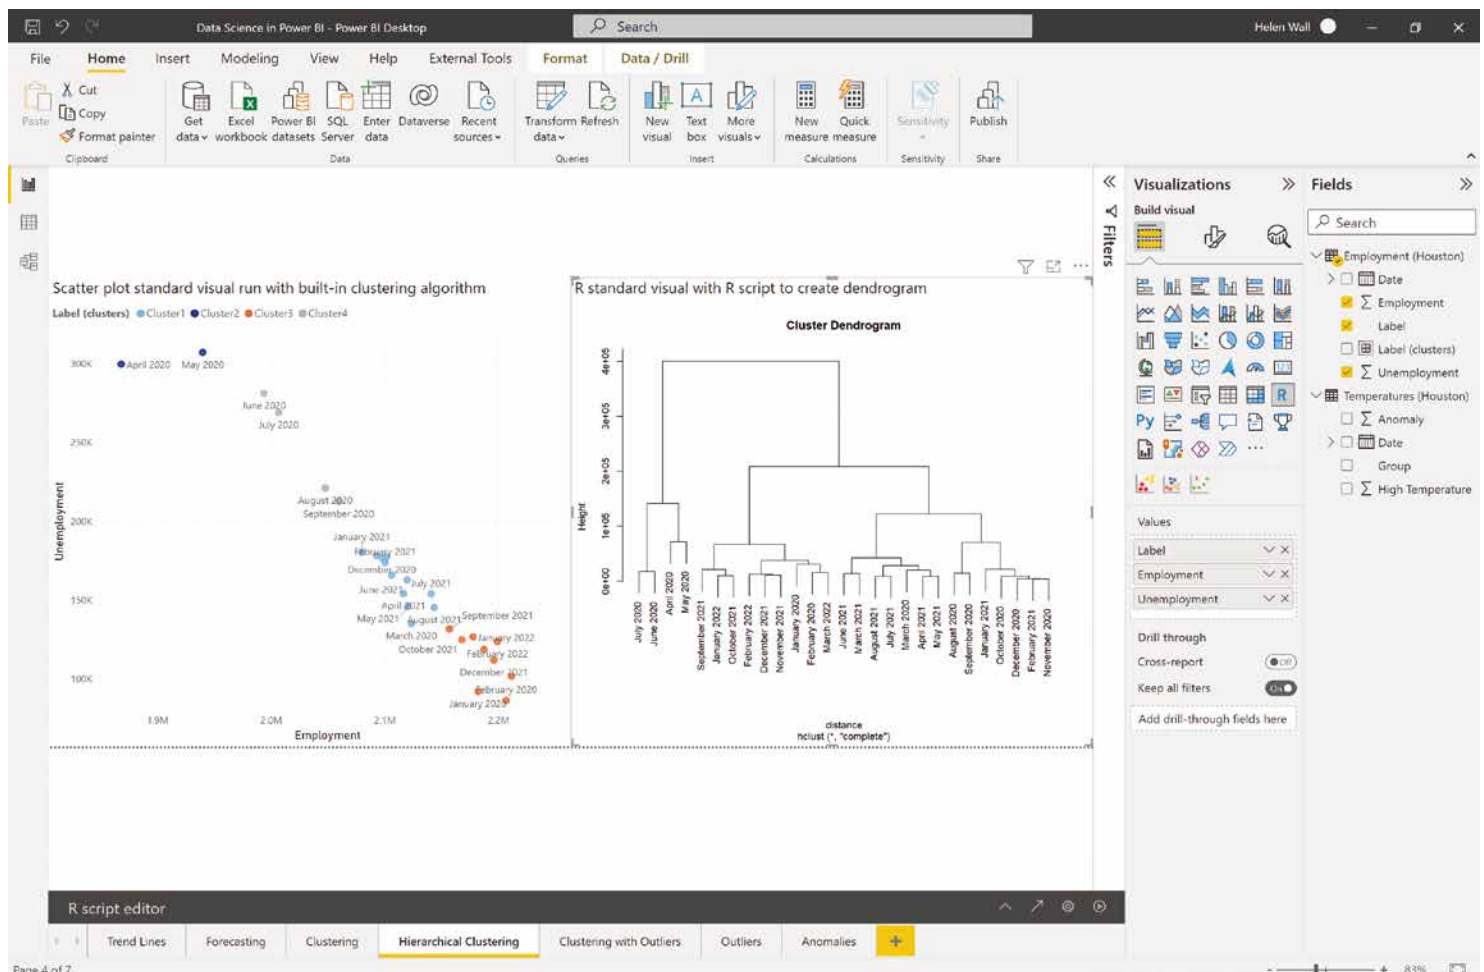 Data Science in Power BI - Power BI Desktop
Search
Helen Wall
File Home Insert Modeling View Help External Tools Format Data / Drill
Paste
Cut
Copy
Format painter
Clipboard
Get data
Excel workbook
Power BI datasets
SQL Server
Enter data
Dataverse
Recent sources
Data
Transform data
Refresh
Queries
New visual
Text box
More visuals
Insert
New measure
Quick measure
Calculations
Sensitivity
Sensitivity
Publish
Share
Scatter plot standard visual run with built-in clustering algorithm
Label (clusters) Cluster1 Cluster2 Cluster3 Cluster4
Unemployment
300K
250K
200K
150K
100K
April 2020
May 2020
June 2020
July 2020
August 2020
September 2020
January 2021
February 2021
December 2020
June 2021
July 2021
April 2021
May 2021
August 2021
September 2021
March 2020
January 2022
October 2021
February 2022
December 2021
February 2020
January 2020
1.9M 2.0M 2.1M 2.2M
Employment
R standard visual with R script to create dendrogram
Cluster Dendrogram
Height
4e+05
3e+05
2e+05
1e+05
0e+00
July 2020
June 2020
April 2020
May 2020
September 2021
January 2022
October 2021
February 2022
December 2021
November 2021
January 2020
February 2020
March 2022
June 2021
March 2021
August 2021
July 2021
March 2020
April 2021
May 2021
August 2020
September 2020
January 2021
October 2020
December 2020
February 2021
November 2020
distance
hclust (*, "complete")
Filters
Visualizations
Build visual
R
Py
123
Values
Label
Employment
Unemployment
Drill through
Cross-report
Off
Keep all filters
On
Add drill-through fields here
Fields
Search
Employment (Houston)
Date
Employment
Label
Label (clusters)
Unemployment
Temperatures (Houston)
Anomaly
Date
Group
High Temperature
R script editor
Trend Lines Forecasting Clustering Hierarchical Clustering Clustering with Outliers Outliers Anomalies +
Page 4 of 7
83%